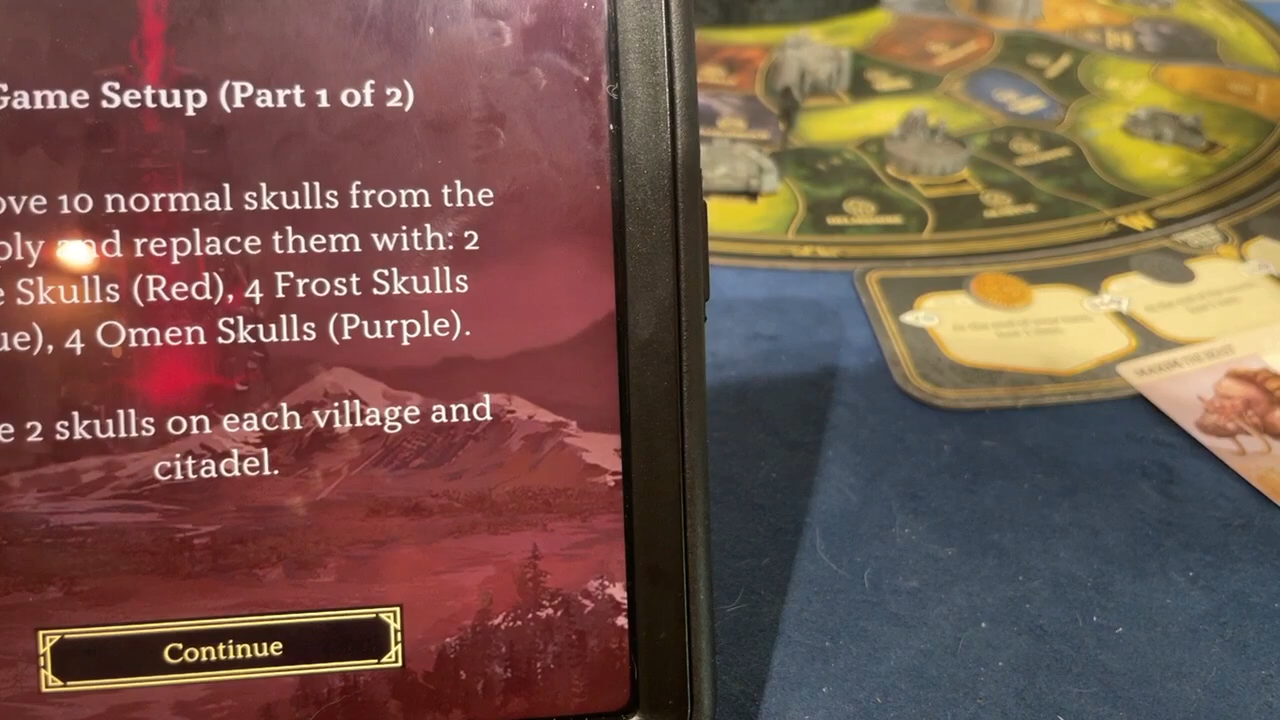 Game Setup (Part 1 of 2)
ove 10 normal skulls from the
ply and replace them with: 2
e Skulls (Red), 4 Frost Skulls
ue), 4 Omen Skulls (Purple).
e 2 skulls on each village and
citadel.
Continue